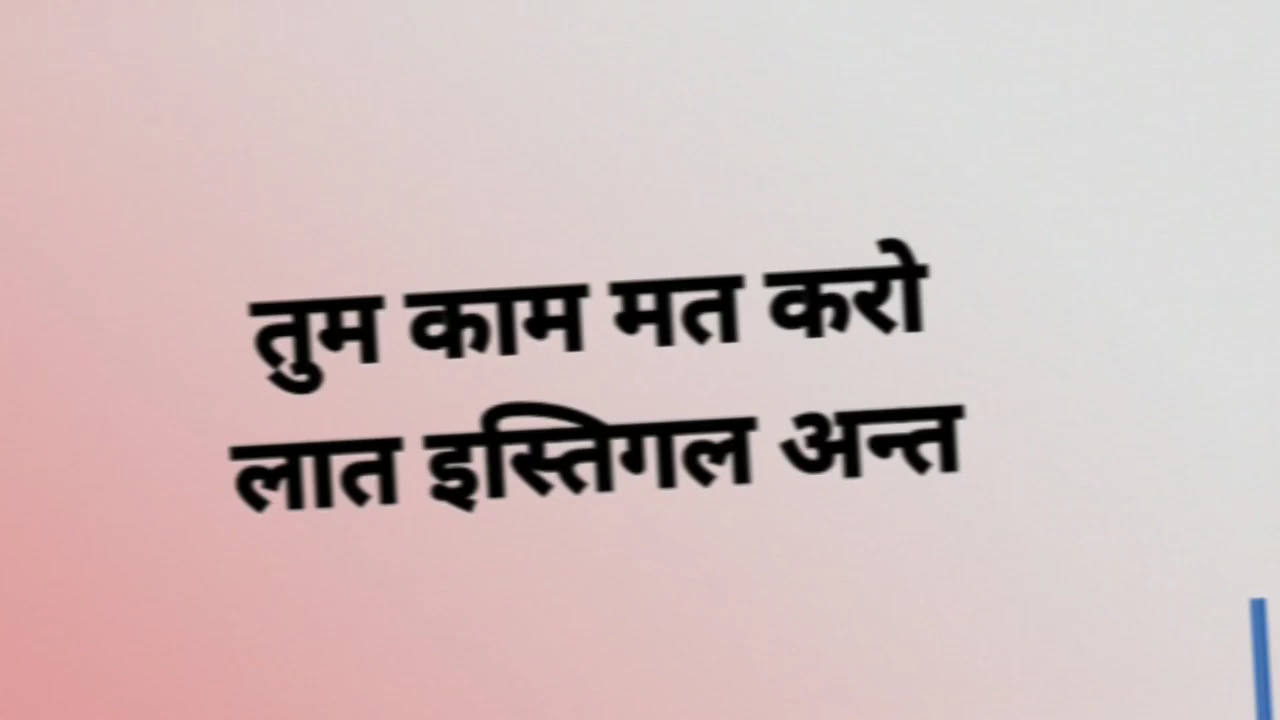 तुम काम मत करो
लात इस्तिगल अन्त